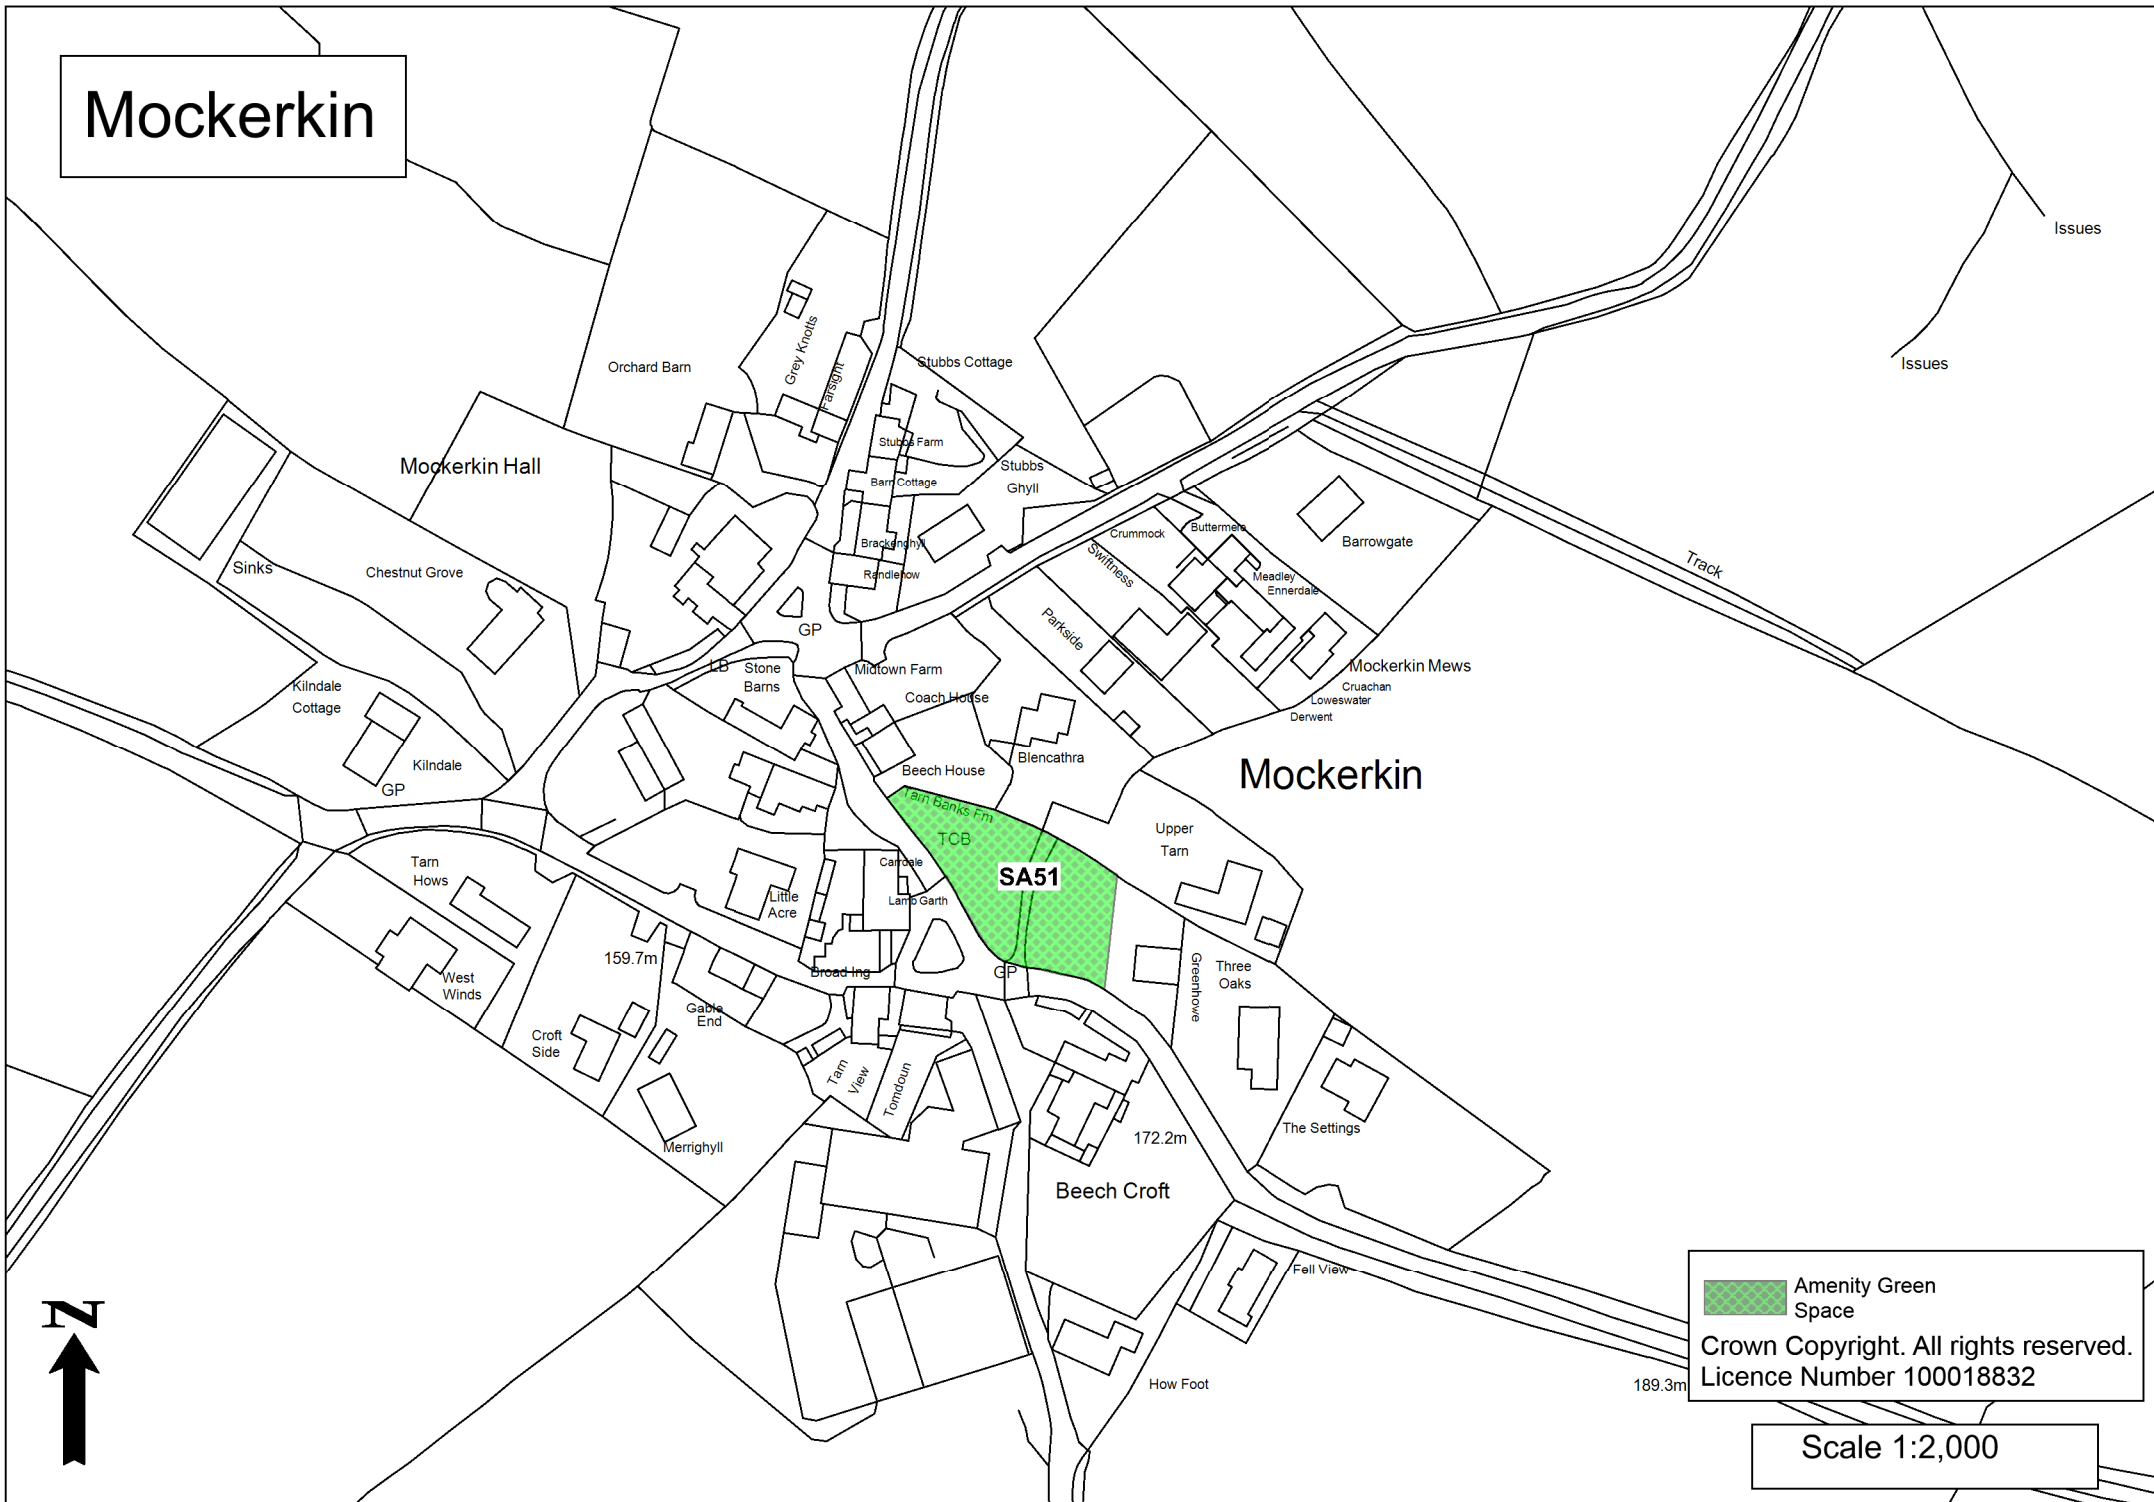 Mockerkin
Issues
Issues
Stubbs Cottage
Grey Knotts
Orchard Barn
Farsight
Stubbs Farm
Mockerkin Hall
Stubbs
Ghyll
Barn Cottage
Buttermere
Crummock
Barrowgate
Brackenghyll
Swiftness
Track
Sinks
Chestnut Grove
Randlehow
Meadley
Ennerdale
GP
Parkside
LB
Stone
Barns
Midtown Farm
Mockerkin Mews
Kilndale
Cottage
Coach House
Cruachan
Loweswater
Derwent
Blencathra
Kilndale
Beech House
Mockerkin
GP
Tarn Banks Fm
TCB
Upper
Tarn
Tarn
Hows
Carrdale
SA51
Little
Acre
Lamb Garth
159.7m
Broad Ing
GP
Greenhowe
Three
Oaks
West
Winds
Gable
End
Croft
Side
Tarn
View
Tomdoun
172.2m
The Settings
Merrighyll
Beech Croft
Fell View
How Foot
189.3m
N
Amenity Green
Space
Crown Copyright. All rights reserved.
Licence Number 100018832
Scale 1:2,000